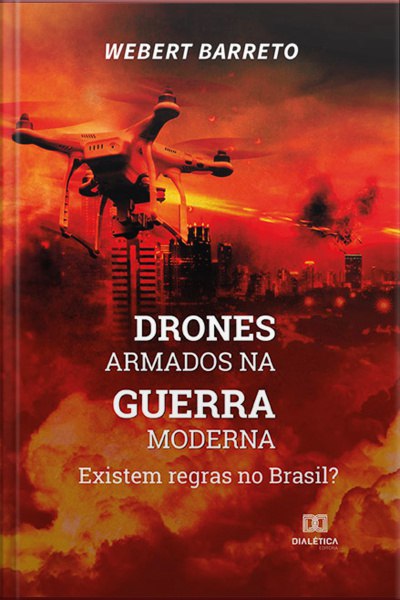 WEBERT BARRETO
DRONES
ARMADOS NA
GUERRA
MODERNA
Existem regras no Brasil?
DIALÉTICA
EDITORA